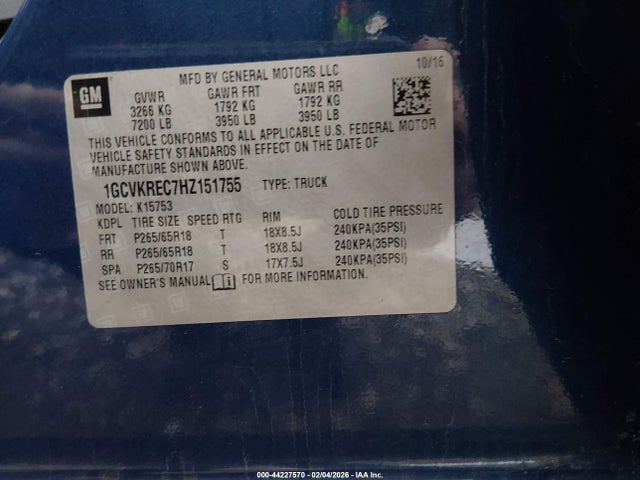 GM
MFD BY GENERAL MOTORS LLC 10/16
GVWR GAWR FRT GAWR RR
3266 KG 1792 KG 1792 KG
7200 LB 3950 LB 3950 LB
THIS VEHICLE CONFORMS TO ALL APPLICABLE U.S. FEDERAL MOTOR
VEHICLE SAFETY STANDARDS IN EFFECT ON THE DATE OF
MANUFACTURE SHOWN ABOVE.
1GCVKREC7HZ151755 TYPE: TRUCK
MODEL: K15753
KDPL TIRE SIZE SPEED RTG RIM COLD TIRE PRESSURE
FRT P265/65R18 T 18X8.5J 240KPA(35PSI)
RR P265/65R18 T 18X8.5J 240KPA(35PSI)
SPA P265/70R17 S 17X7.5J 240KPA(35PSI)
SEE OWNER'S MANUAL FOR MORE INFORMATION.
000-44227570 - 02/04/2026 - IAA Inc.